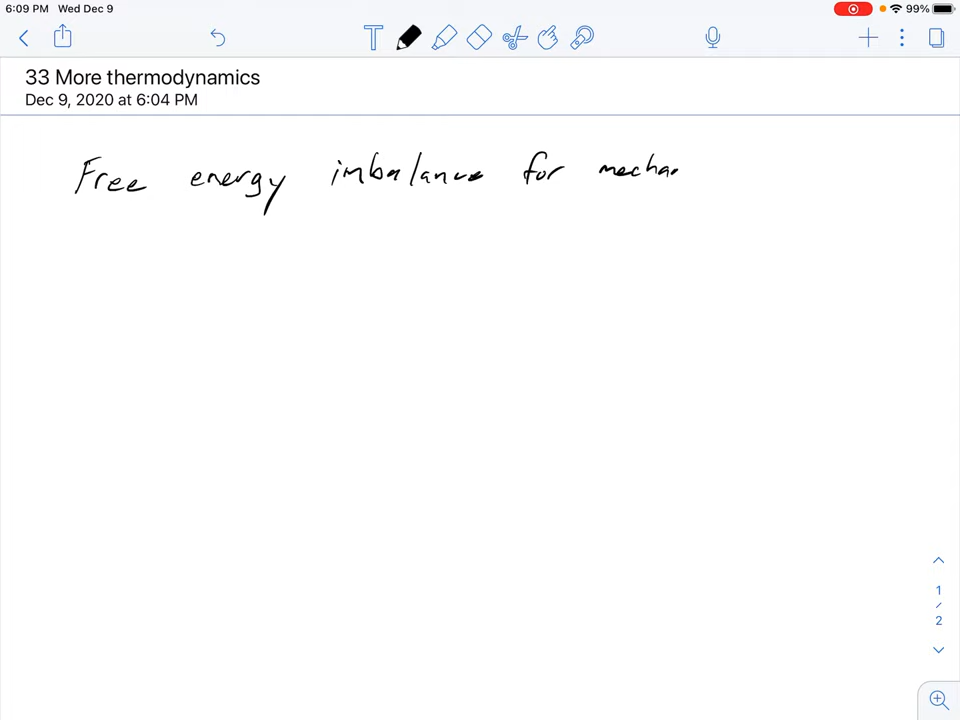 6:09 PM Wed Dec 9
99%
T
33 More thermodynamics
Dec 9, 2020 at 6:04 PM
Free energy imbalance for mecha
1
/
2